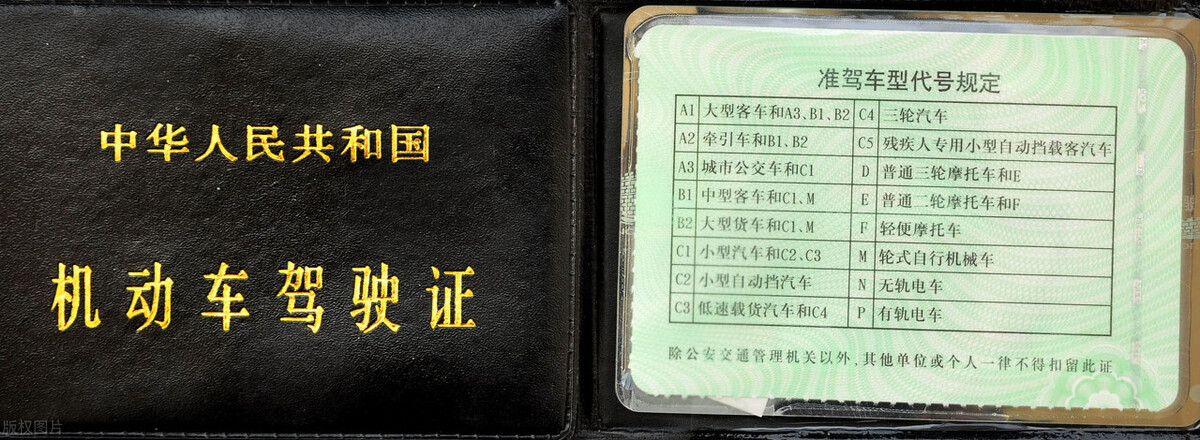 中华人民共和国
机动车驾驶证
准驾车型代号规定
A1 大型客车和A3、B1、B2 C4 三轮汽车
A2 牵引车和B1、B2 C5 残疾人专用小型自动挡载客汽车
A3 城市公交车和C1 D 普通三轮摩托车和E
B1 中型客车和C1、M E 普通二轮摩托车和F
B2 大型货车和C1、M F 轻便摩托车
C1 小型汽车和C2、C3 M 轮式自行机械车
C2 小型自动挡汽车 N 无轨电车
C3 低速载货汽车和C4 P 有轨电车
除公安交通管理机关以外,其他单位或个人一律不得扣留此证
版权图片